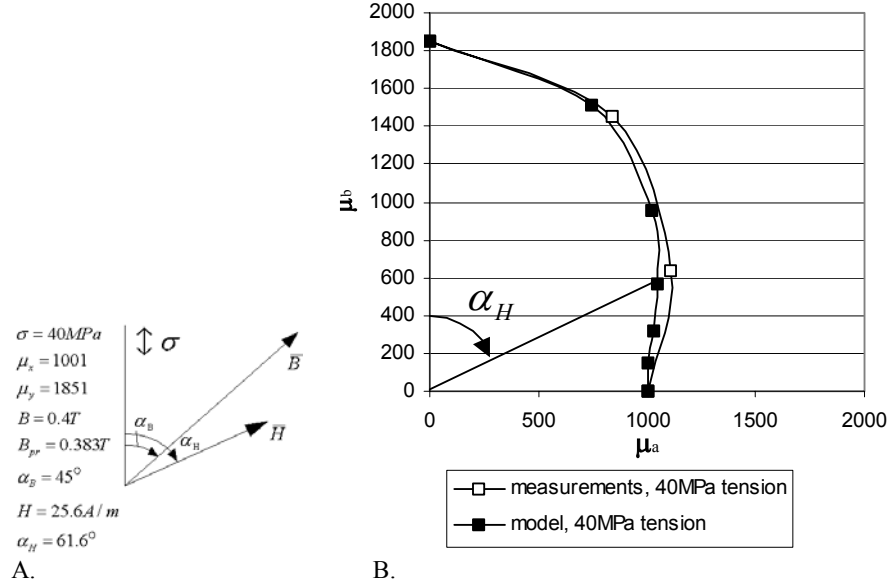 σ = 40MPa
μx = 1001
μy = 1851
B = 0.4T
Bpr = 0.383T
αB = 45°
H = 25.6A/m
αH = 61.6°
σ
B̅
αB
αH
H̅
A.
2000
1800
1600
1400
1200
1000
800
600
400
200
0
μb
αH
0
500
1000
1500
2000
μa
measurements, 40MPa tension
model, 40MPa tension
B.